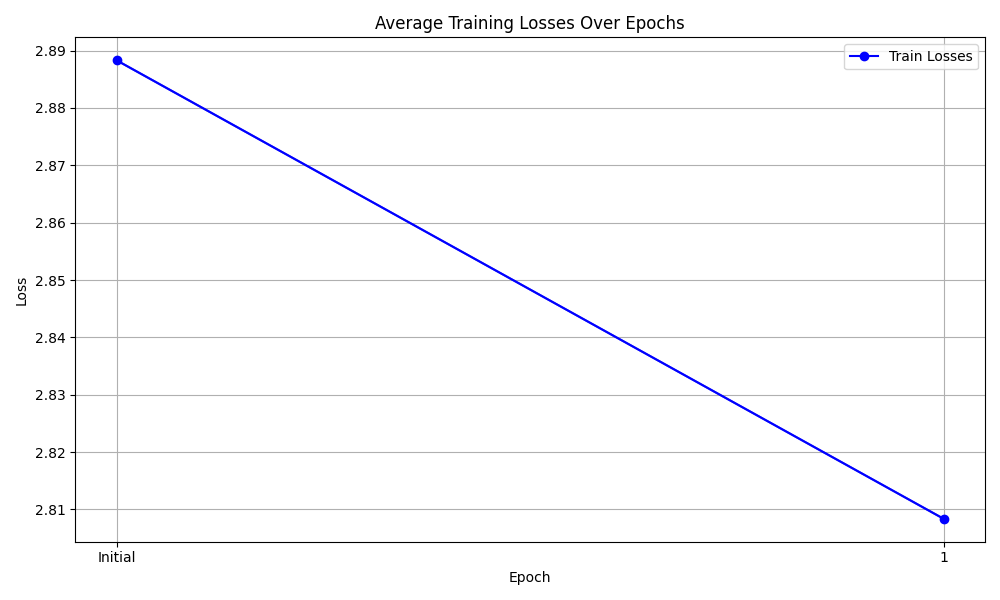 Average Training Losses Over Epochs
Train Losses
2.89
2.88
2.87
2.86
2.85
2.84
2.83
2.82
2.81
Loss
Initial
1
Epoch